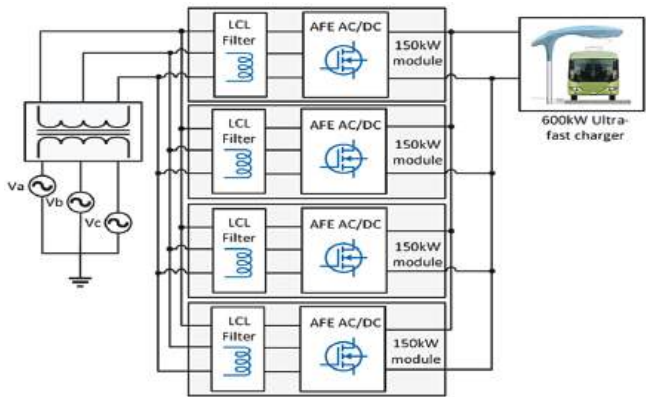 LCL
Filter
AFE AC/DC
150kW
module
LCL
Filter
AFE AC/DC
150kW
module
LCL
Filter
AFE AC/DC
150kW
module
LCL
Filter
AFE AC/DC
150kW
module
600kW Ultra-
fast charger
Va
Vb
Vc